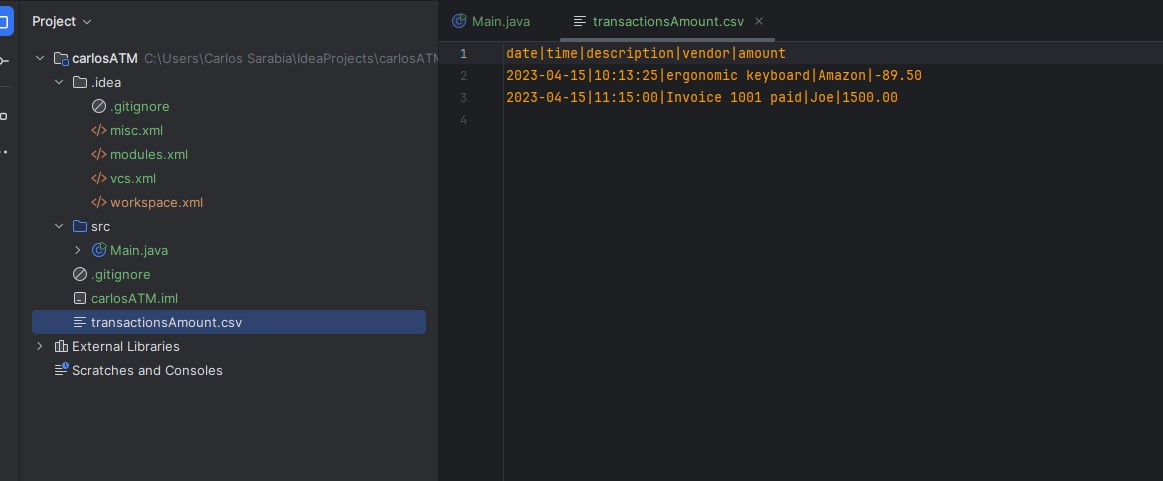 Project
carlosATM C:\Users\Carlos Sarabia\IdeaProjects\carlosATM
.idea
.gitignore
misc.xml
modules.xml
vcs.xml
workspace.xml
src
Main.java
.gitignore
carlosATM.iml
transactionsAmount.csv
External Libraries
Scratches and Consoles
Main.java transactionsAmount.csv
1 date|time|description|vendor|amount
2 2023-04-15|10:13:25|ergonomic keyboard|Amazon|-89.50
3 2023-04-15|11:15:00|Invoice 1001 paid|Joe|1500.00
4